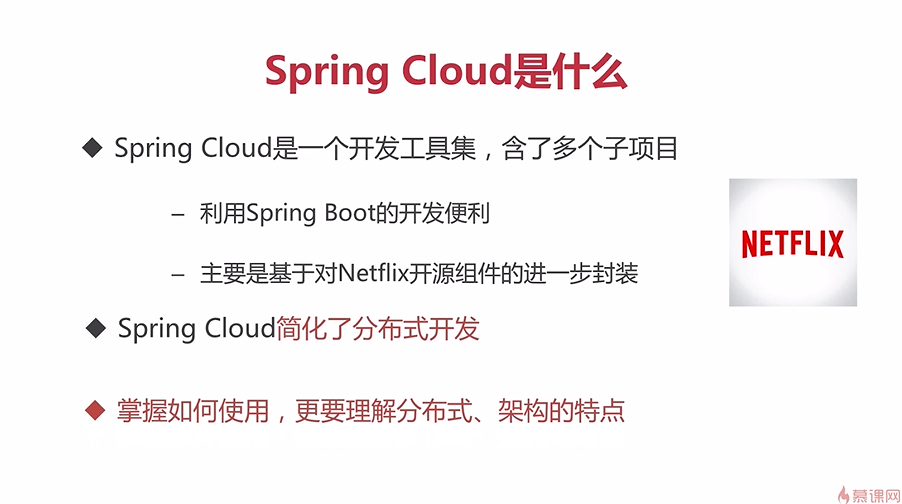 Spring Cloud是什么
◆ Spring Cloud是一个开发工具集，含了多个子项目
– 利用Spring Boot的开发便利
– 主要是基于对Netflix开源组件的进一步封装
NETFLIX
◆ Spring Cloud简化了分布式开发
◆ 掌握如何使用，更要理解分布式、架构的特点
慕课网